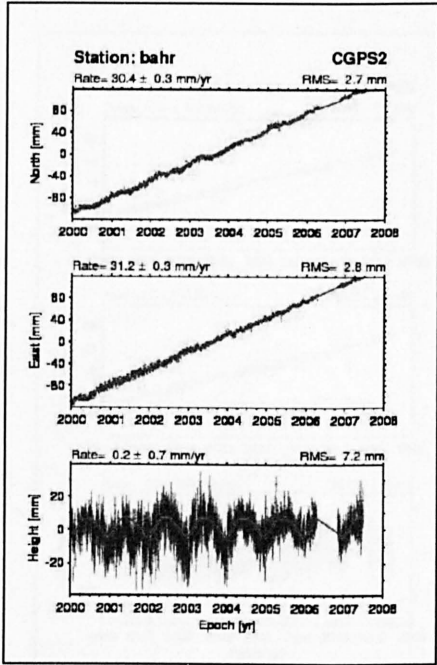 Station: bahr CGPS2
Rate= 30.4 ± 0.3 mm/yr RMS= 2.7 mm
80
40
0
-40
-80
North [mm]
2000 2001 2002 2003 2004 2005 2006 2007 2008
Rate= 31.2 ± 0.3 mm/yr RMS= 2.8 mm
80
40
0
-40
-80
East [mm]
2000 2001 2002 2003 2004 2005 2006 2007 2008
Rate= 0.2 ± 0.7 mm/yr RMS= 7.2 mm
20
0
-20
Height [mm]
2000 2001 2002 2003 2004 2005 2006 2007 2008
Epoch [yr]